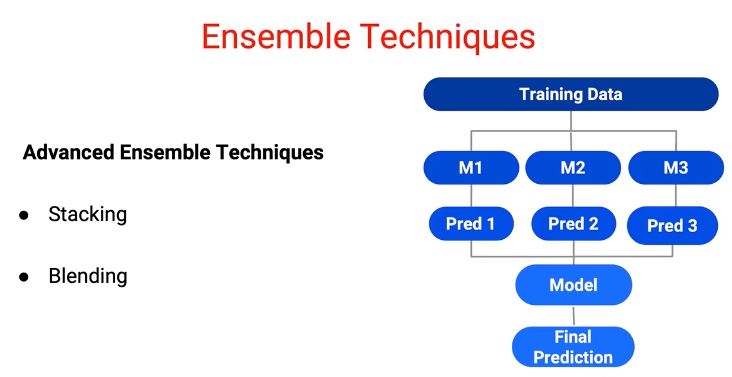 Ensemble Techniques
Advanced Ensemble Techniques
● Stacking
● Blending
Training Data
M1
M2
M3
Pred 1
Pred 2
Pred 3
Model
Final
Prediction